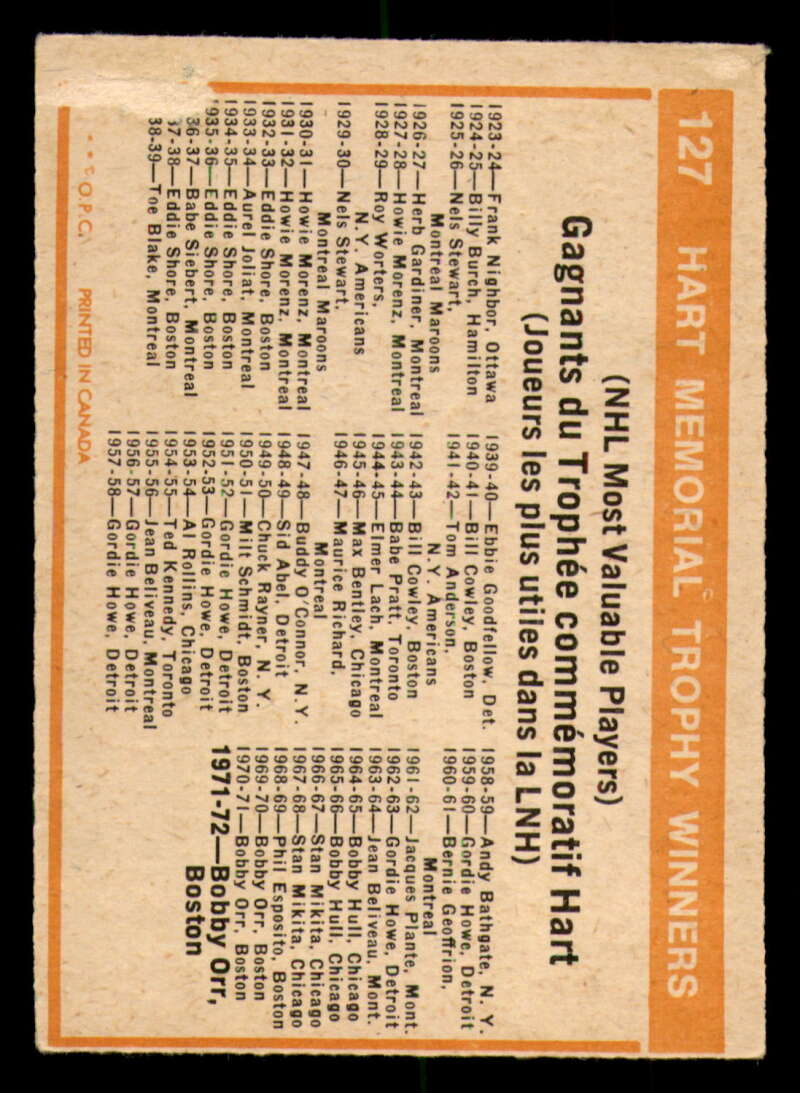 127 HART MEMORIAL TROPHY WINNERS
(NHL Most Valuable Players)
Gagnants du Trophée commémoratif Hart
(Joueurs les plus utiles dans la LNH)
1923-24—Frank Nighbor, Ottawa
1924-25—Billy Burch, Hamilton
1925-26—Nels Stewart,
Montreal Maroons
1926-27—Herb Gardiner, Montreal
1927-28—Howie Morenz, Montreal
1928-29—Roy Worters,
N.Y. Americans
1929-30—Nels Stewart,
Montreal Maroons
1930-31—Howie Morenz, Montreal
1931-32—Howie Morenz, Montreal
1932-33—Eddie Shore, Boston
1933-34—Aurel Joliat, Montreal
1934-35—Eddie Shore, Boston
935-36—Eddie Shore, Boston
36-37—Babe Siebert, Montreal
37-38—Eddie Shore, Boston
38-39—Toe Blake, Montreal
1939-40—Ebbie Goodfellow, Det.
1940-41—Bill Cowley, Boston
1941-42—Tom Anderson,
N.Y. Americans
1942-43—Bill Cowley, Boston
1943-44—Babe Pratt, Toronto
1944-45—Elmer Lach, Montreal
1945-46—Max Bentley, Chicago
1946-47—Maurice Richard,
Montreal
1947-48—Buddy O'Connor, N.Y.
1948-49—Sid Abel, Detroit
1949-50—Chuck Rayner, N. Y.
1950-51—Milt Schmidt, Boston
1951-52—Gordie Howe, Detroit
1952-53—Gordie Howe, Detroit
1953-54—Al Rollins, Chicago
1954-55—Ted Kennedy, Toronto
1955-56—Jean Beliveau, Montreal
1956-57—Gordie Howe, Detroit
1957-58—Gordie Howe, Detroit
1958-59—Andy Bathgate, N. Y.
1959-60—Gordie Howe, Detroit
1960-61—Bernie Geoffrion,
Montreal
1961-62—Jacques Plante, Mont.
1962-63—Gordie Howe, Detroit
1963-64—Jean Beliveau, Mont.
1964-65—Bobby Hull, Chicago
1965-66—Bobby Hull, Chicago
1966-67—Stan Mikita, Chicago
1967-68—Stan Mikita, Chicago
1968-69—Phil Esposito, Boston
1969-70—Bobby Orr, Boston
1970-71—Bobby Orr, Boston
1971-72—Bobby Orr,
Boston
O.P.C. PRINTED IN CANADA